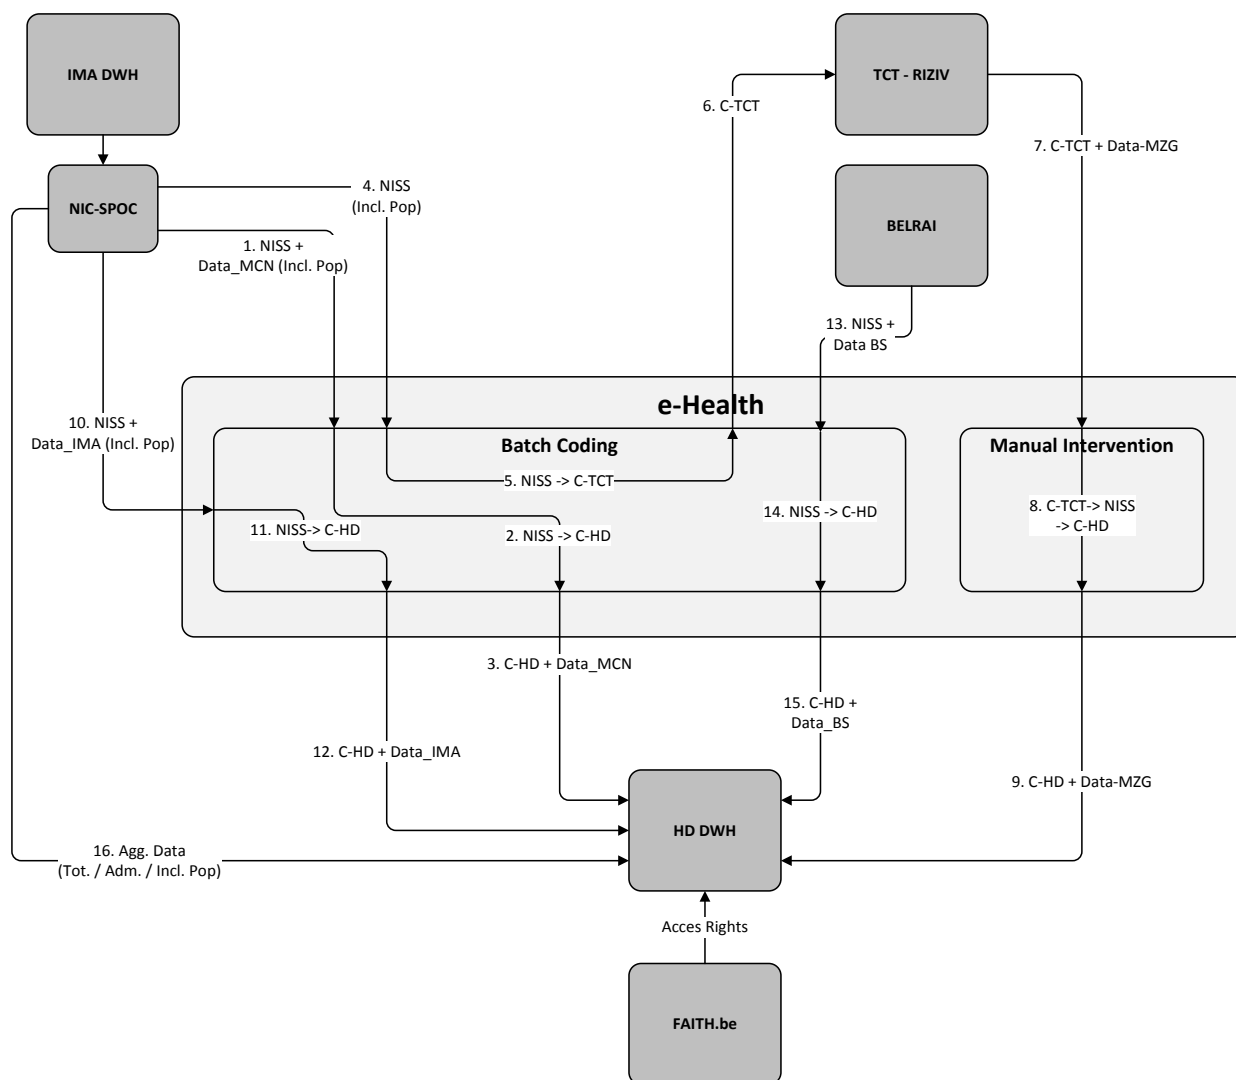 IMA DWH
TCT - RIZIV
6. C-TCT
7. C-TCT + Data-MZG
NIC-SPOC
4. NISS
(Incl. Pop)
BELRAI
1. NISS +
Data_MCN (Incl. Pop)
13. NISS +
Data BS
e-Health
10. NISS +
Data_IMA (Incl. Pop)
Batch Coding
Manual Intervention
5. NISS -> C-TCT
11. NISS-> C-HD
2. NISS -> C-HD
14. NISS -> C-HD
8. C-TCT-> NISS
-> C-HD
3. C-HD + Data_MCN
15. C-HD +
Data_BS
12. C-HD + Data_IMA
9. C-HD + Data-MZG
HD DWH
16. Agg. Data
(Tot. / Adm. / Incl. Pop)
Acces Rights
FAITH.be